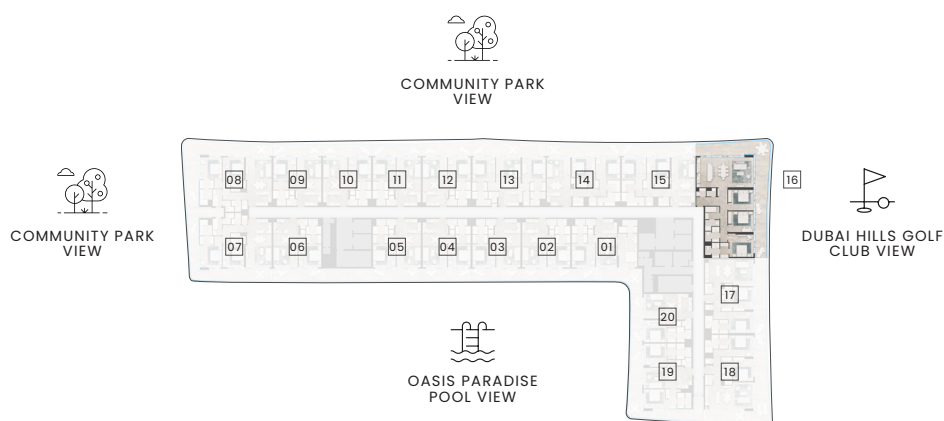 COMMUNITY PARK
VIEW
08
09
10
11
12
13
14
15
16
COMMUNITY PARK
VIEW
DUBAI HILLS GOLF
CLUB VIEW
07
06
05
04
03
02
01
17
20
19
18
OASIS PARADISE
POOL VIEW